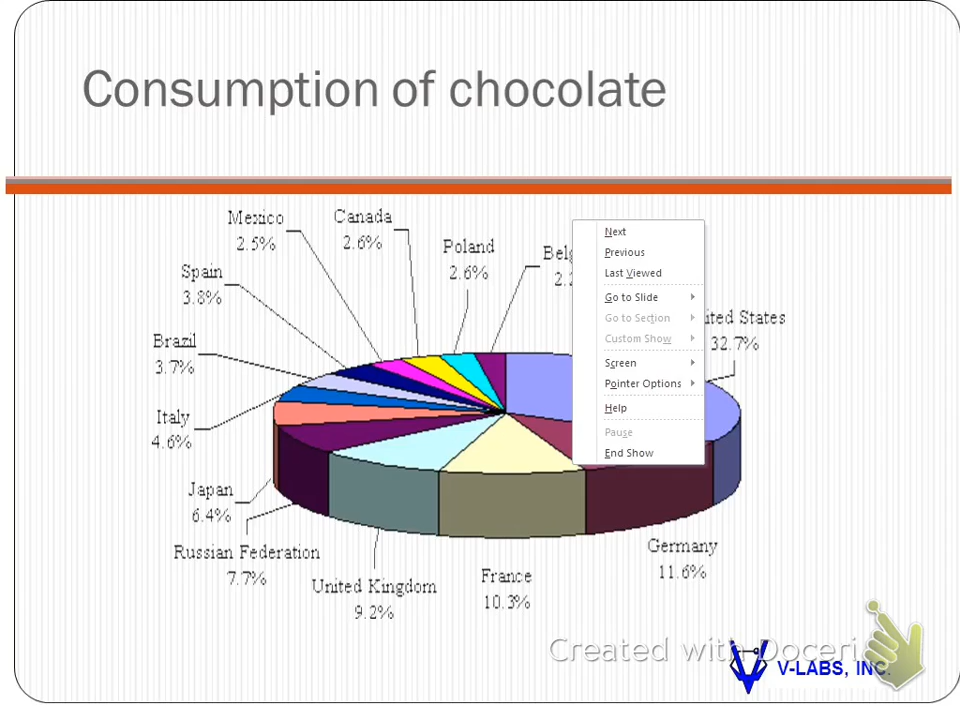 Consumption of chocolate
Mexico
2.5%
Canada
2.6%
Poland
2.6%
Spain
3.8%
Brazil
3.7%
Italy
4.6%
Japan
6.4%
Russian Federation
7.7%
United Kingdom
9.2%
France
10.3%
Germany
11.6%
32.7%
States
Next
Previous
Last Viewed
Go to Slide
Go to Section
Custom Show
Screen
Pointer Options
Help
Pause
End Show
Created with Doceri
V-LABS, INC.